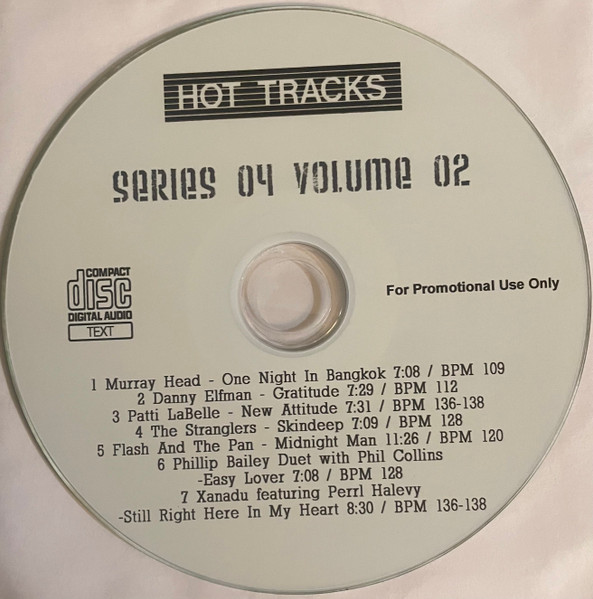 HOT TRACKS
SERIES 04 VOLUME 02
COMPACT
disc
DIGITAL AUDIO
TEXT
For Promotional Use Only
1 Murray Head - One Night In Bangkok 7:08 / BPM 109
2 Danny Elfman - Gratitude 7:29 / BPM 112
3 Patti LaBelle - New Attitude 7:31 / BPM 136-138
4 The Stranglers - Skindeep 7:09 / BPM 128
5 Flash And The Pan - Midnight Man 11:26 / BPM 120
6 Phillip Bailey Duet with Phil Collins
-Easy Lover 7:08 / BPM 128
7 Xanadu featuring Perrl Halevy
-Still Right Here In My Heart 8:30 / BPM 136-138